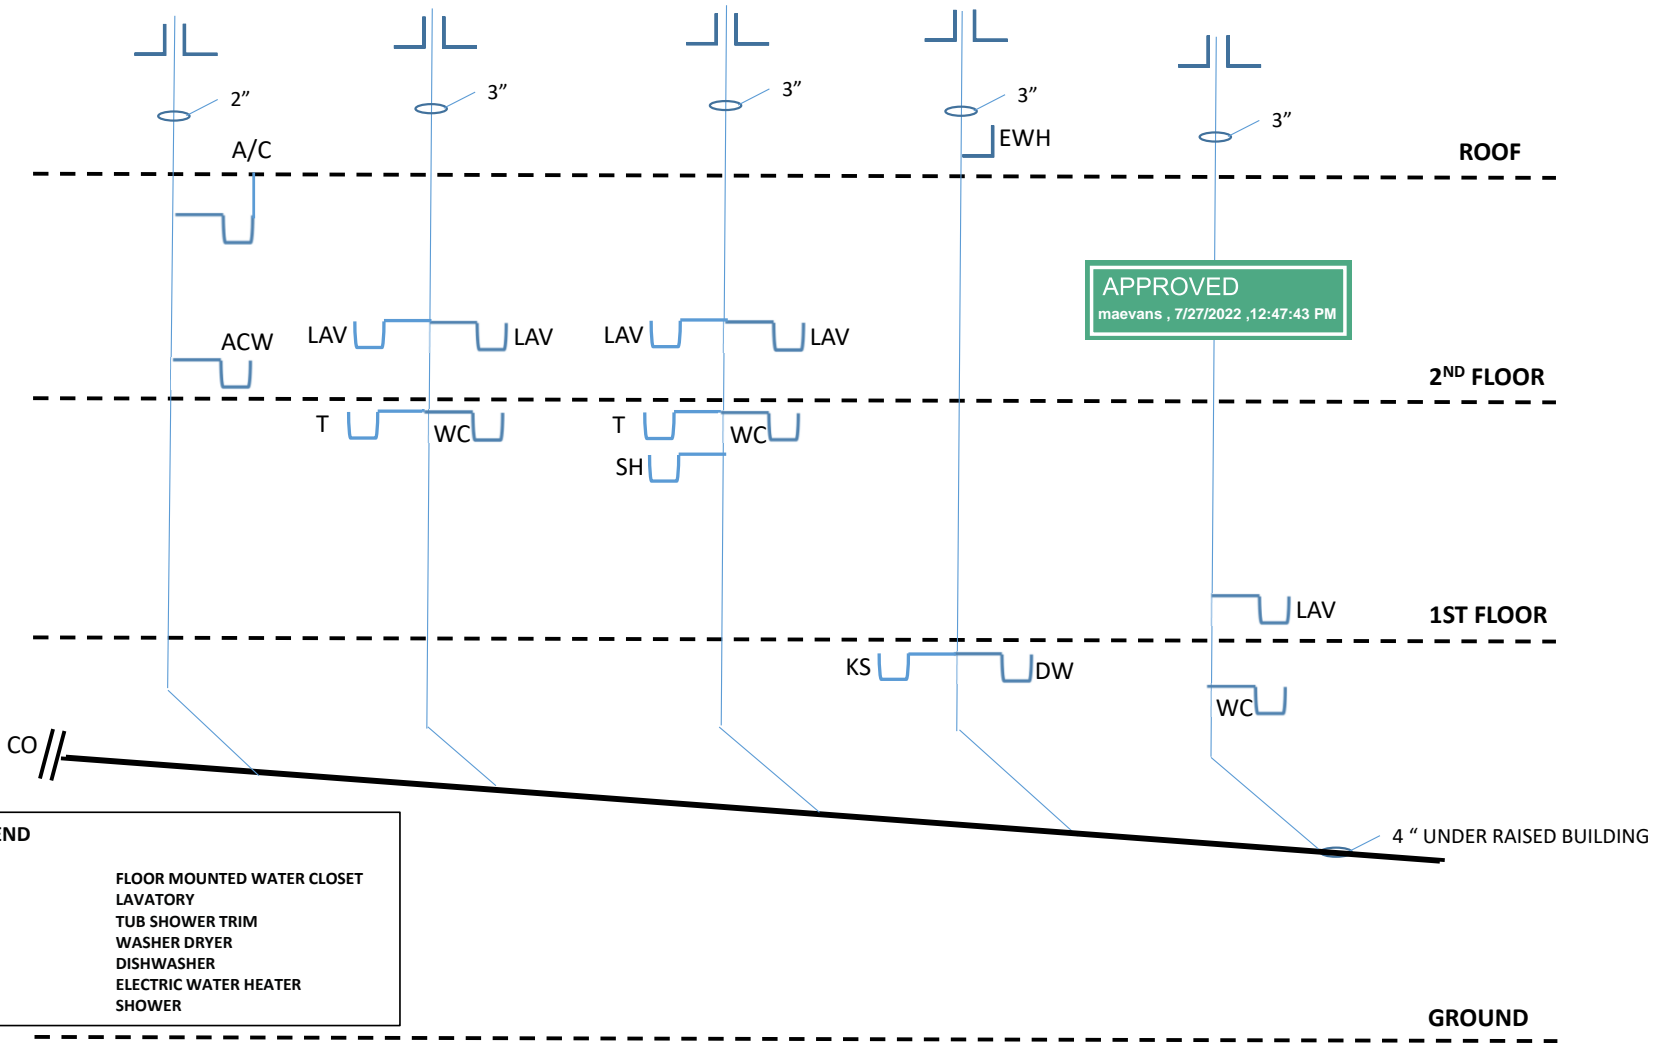 2”
3”
3”
3”
3”
A/C
EWH
ROOF
APPROVED
maevans , 7/27/2022 ,12:47:43 PM
ACW
LAV
LAV
LAV
LAV
2ND FLOOR
T
WC
T
WC
SH
LAV
1ST FLOOR
KS
DW
WC
CO
4 “ UNDER RAISED BUILDING
END
FLOOR MOUNTED WATER CLOSET
LAVATORY
TUB SHOWER TRIM
WASHER DRYER
DISHWASHER
ELECTRIC WATER HEATER
SHOWER
GROUND